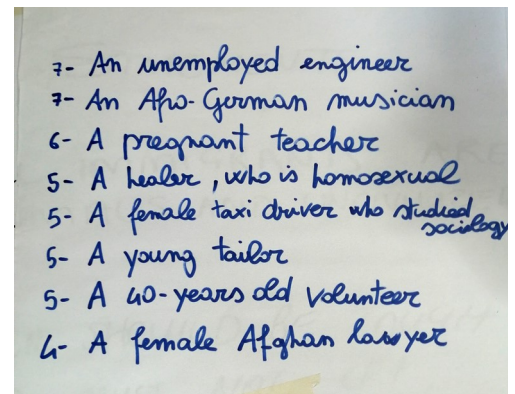 7- An unemployed engineer
7- An Afro-German musician
6- A pregnant teacher
5- A healer, who is homosexual
5- A female taxi driver who studied
sociology
5- A young tailor
5- A 40-years old volunteer
4- A female Afghan lawyer